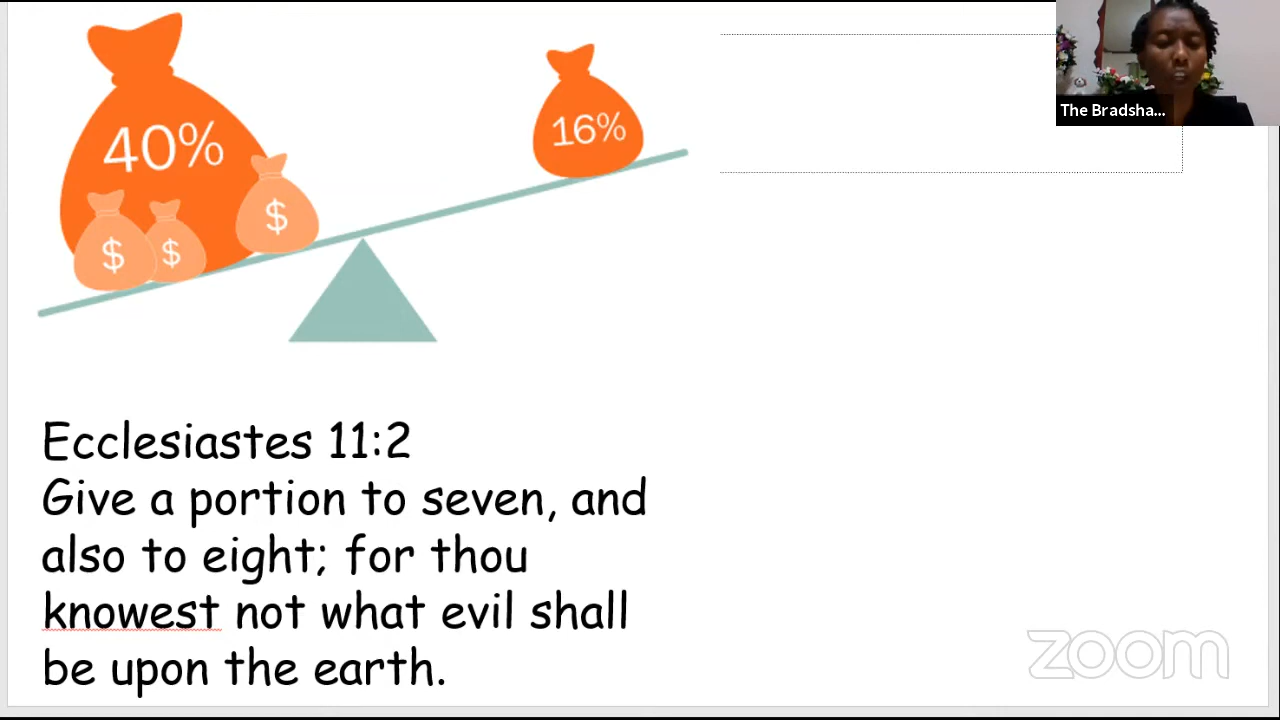 40%
16%
$
$
$
The Bradsha...
Ecclesiastes 11:2
Give a portion to seven, and
also to eight; for thou
knowest not what evil shall
be upon the earth.
zoom